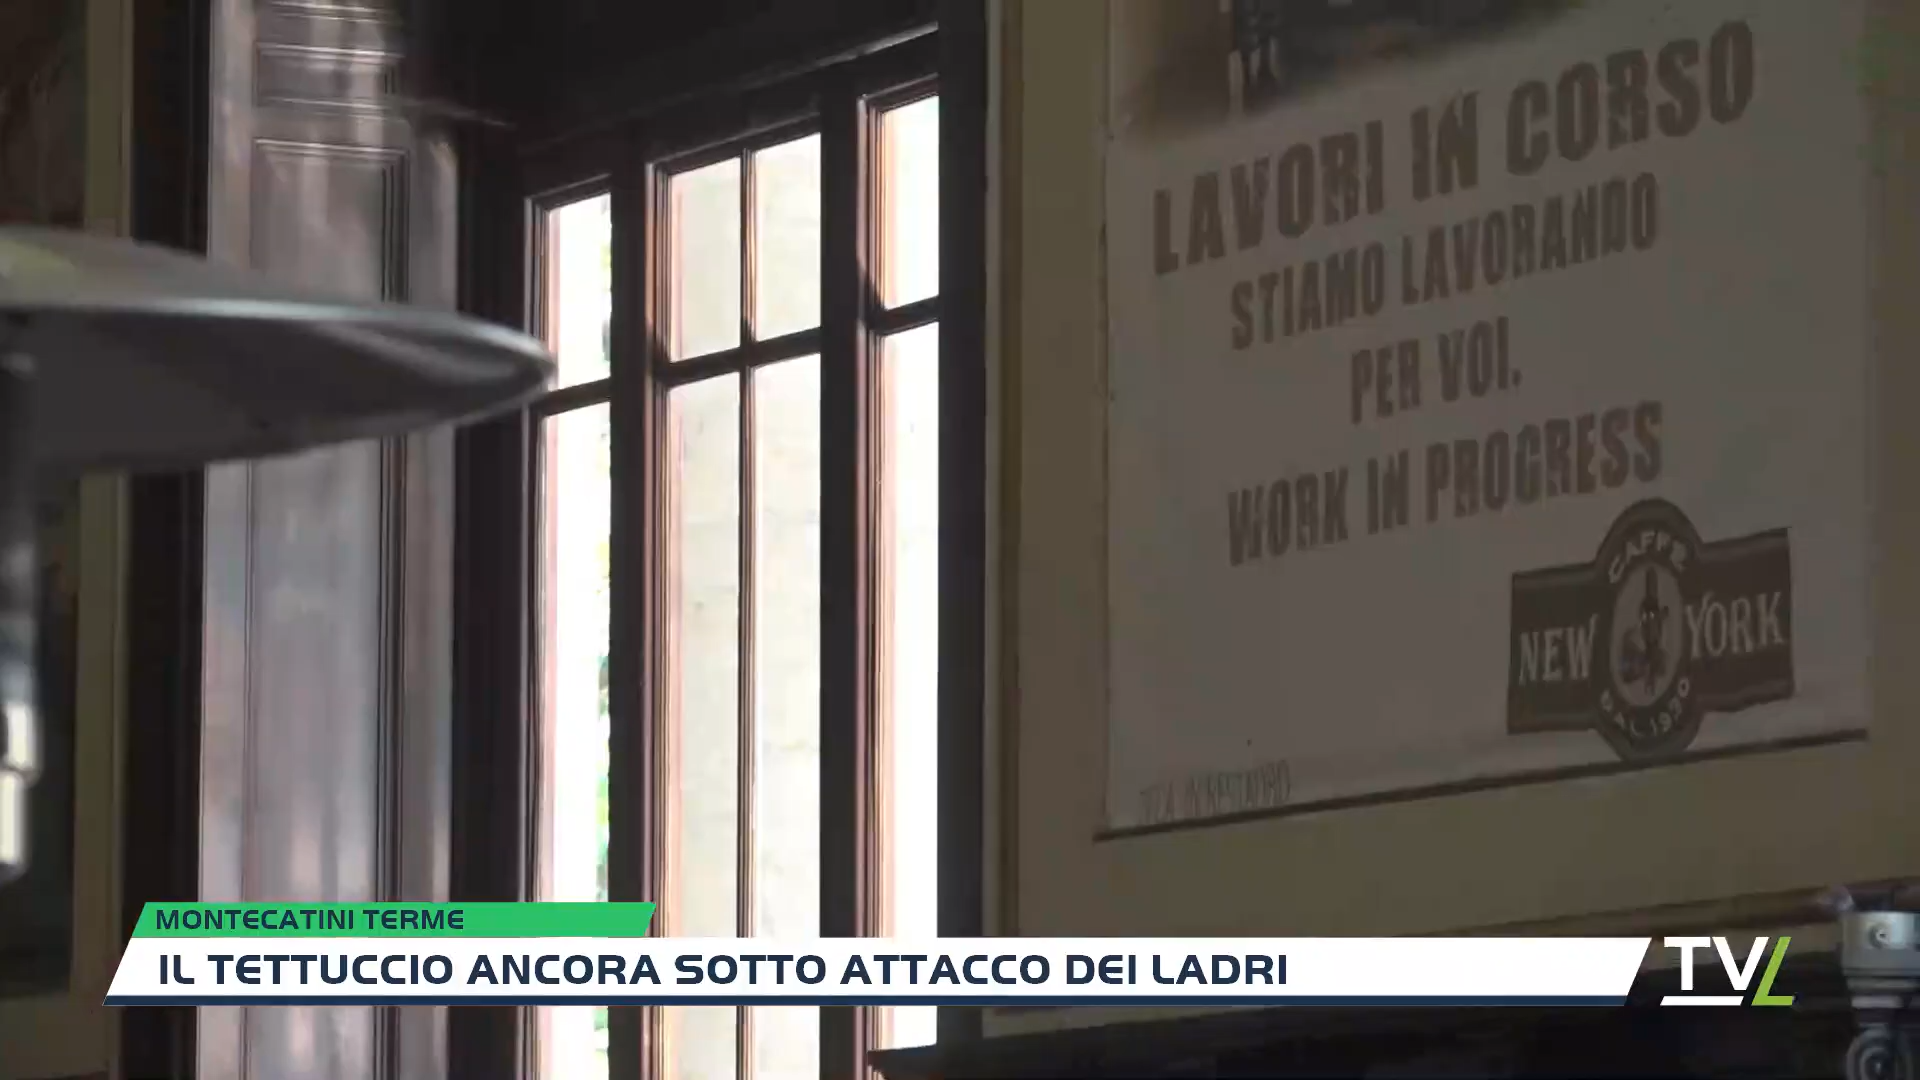 LAVORI IN CORSO
STIAMO LAVORANDO
PER VOI.
WORK IN PROGRESS
CAFFÈ
NEW YORK
DAL 1930
MONTECATINI TERME
IL TETTUCCIO ANCORA SOTTO ATTACCO DEI LADRI
TVL